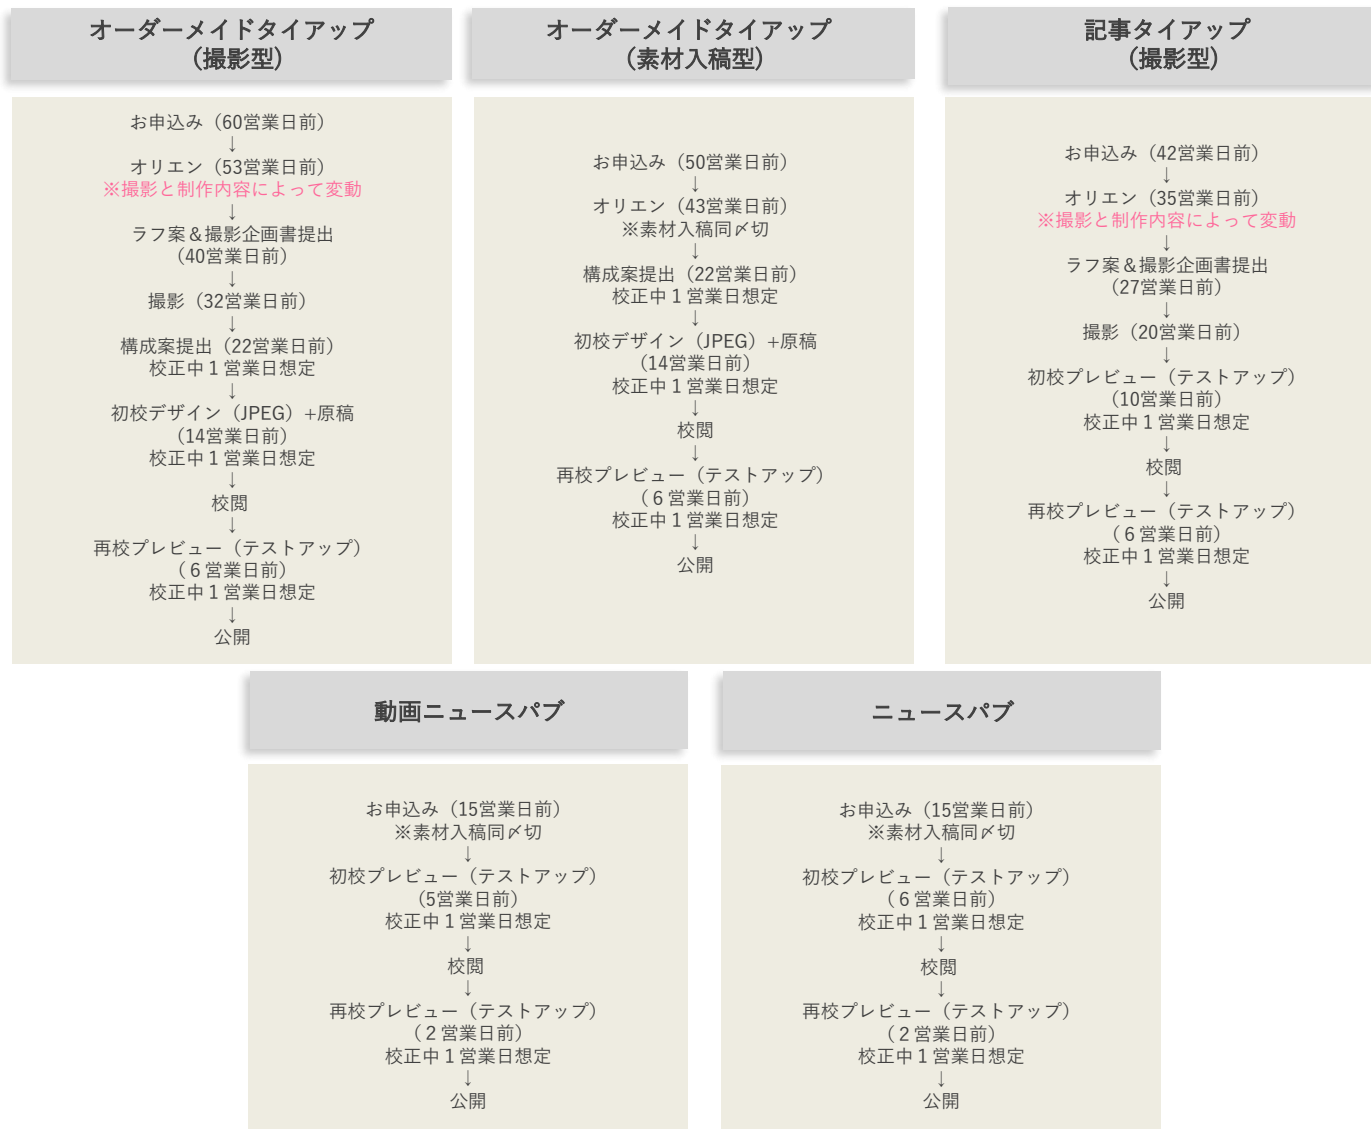 オーダーメイドタイアップ
(撮影型)
お申込み（60営業日前）
↓
オリエン（53営業日前）
※撮影と制作内容によって変動
↓
ラフ案＆撮影企画書提出
（40営業日前）
↓
撮影（32営業日前）
↓
構成案提出（22営業日前）
校正中１営業日想定
↓
初校デザイン（JPEG）+原稿
（14営業日前）
校正中１営業日想定
↓
校閲
↓
再校プレビュー（テストアップ）
（６営業日前）
校正中１営業日想定
↓
公開
オーダーメイドタイアップ
（素材入稿型）
お申込み（50営業日前）
↓
オリエン（43営業日前）
※素材入稿同〆切
↓
構成案提出（22営業日前）
校正中１営業日想定
↓
初校デザイン（JPEG）+原稿
（14営業日前）
校正中１営業日想定
↓
校閲
↓
再校プレビュー（テストアップ）
（６営業日前）
校正中１営業日想定
↓
公開
記事タイアップ
(撮影型)
お申込み（42営業日前）
↓
オリエン（35営業日前）
※撮影と制作内容によって変動
↓
ラフ案＆撮影企画書提出
（27営業日前）
↓
撮影（20営業日前）
↓
初校プレビュー（テストアップ）
（10営業日前）
校正中１営業日想定
↓
校閲
↓
再校プレビュー（テストアップ）
（６営業日前）
校正中１営業日想定
↓
公開
動画ニュースパブ
お申込み（15営業日前）
※素材入稿同〆切
↓
初校プレビュー（テストアップ）
（5営業日前）
校正中１営業日想定
↓
校閲
↓
再校プレビュー（テストアップ）
（２営業日前）
校正中１営業日想定
↓
公開
ニュースパブ
お申込み（15営業日前）
※素材入稿同〆切
↓
初校プレビュー（テストアップ）
（６営業日前）
校正中１営業日想定
↓
校閲
↓
再校プレビュー（テストアップ）
（２営業日前）
校正中１営業日想定
↓
公開